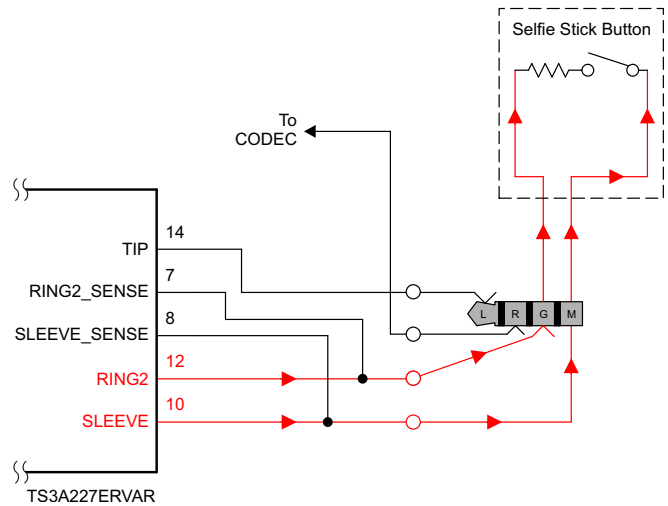 Selfie Stick Button
To
CODEC
14
TIP
7
RING2_SENSE
8
SLEEVE_SENSE
12
RING2
10
SLEEVE
L R G M
TS3A227ERVAR